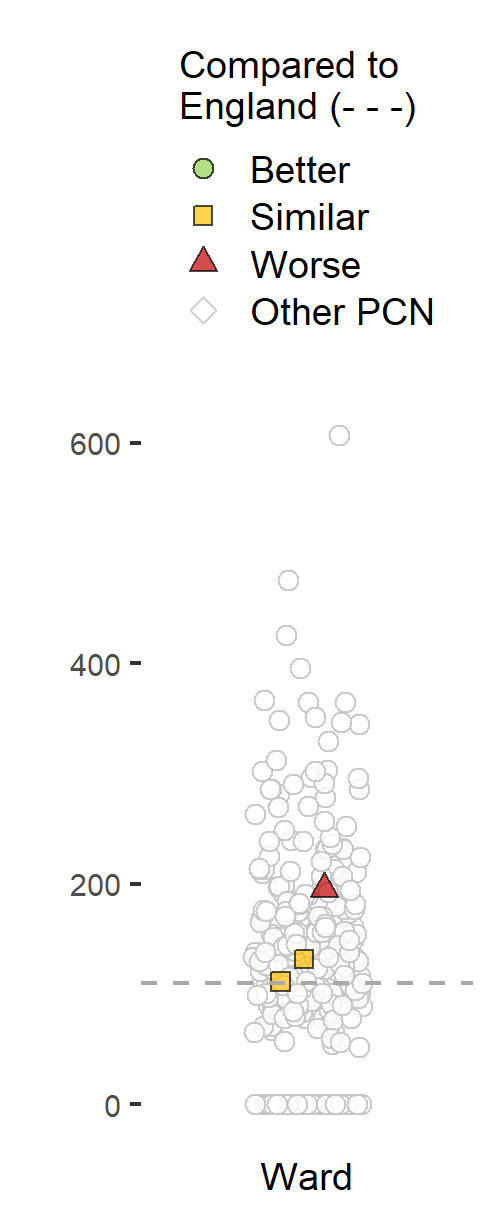 Compared to
England (- - -)
Better
Similar
Worse
Other PCN
600
400
200
0
Ward